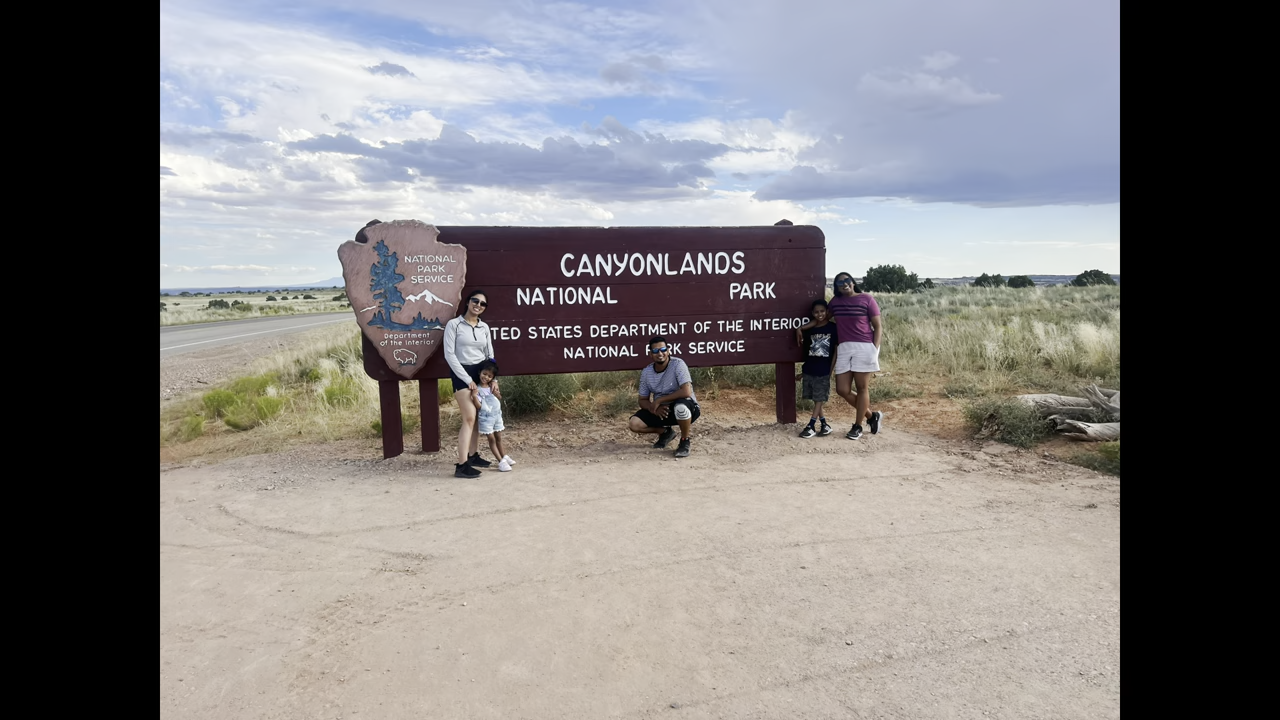 NATIONAL
PARK
SERVICE
Department
of the Interior
CANYONLANDS
NATIONAL PARK
TED STATES DEPARTMENT OF THE INTERIOR
NATIONAL P RK SERVICE